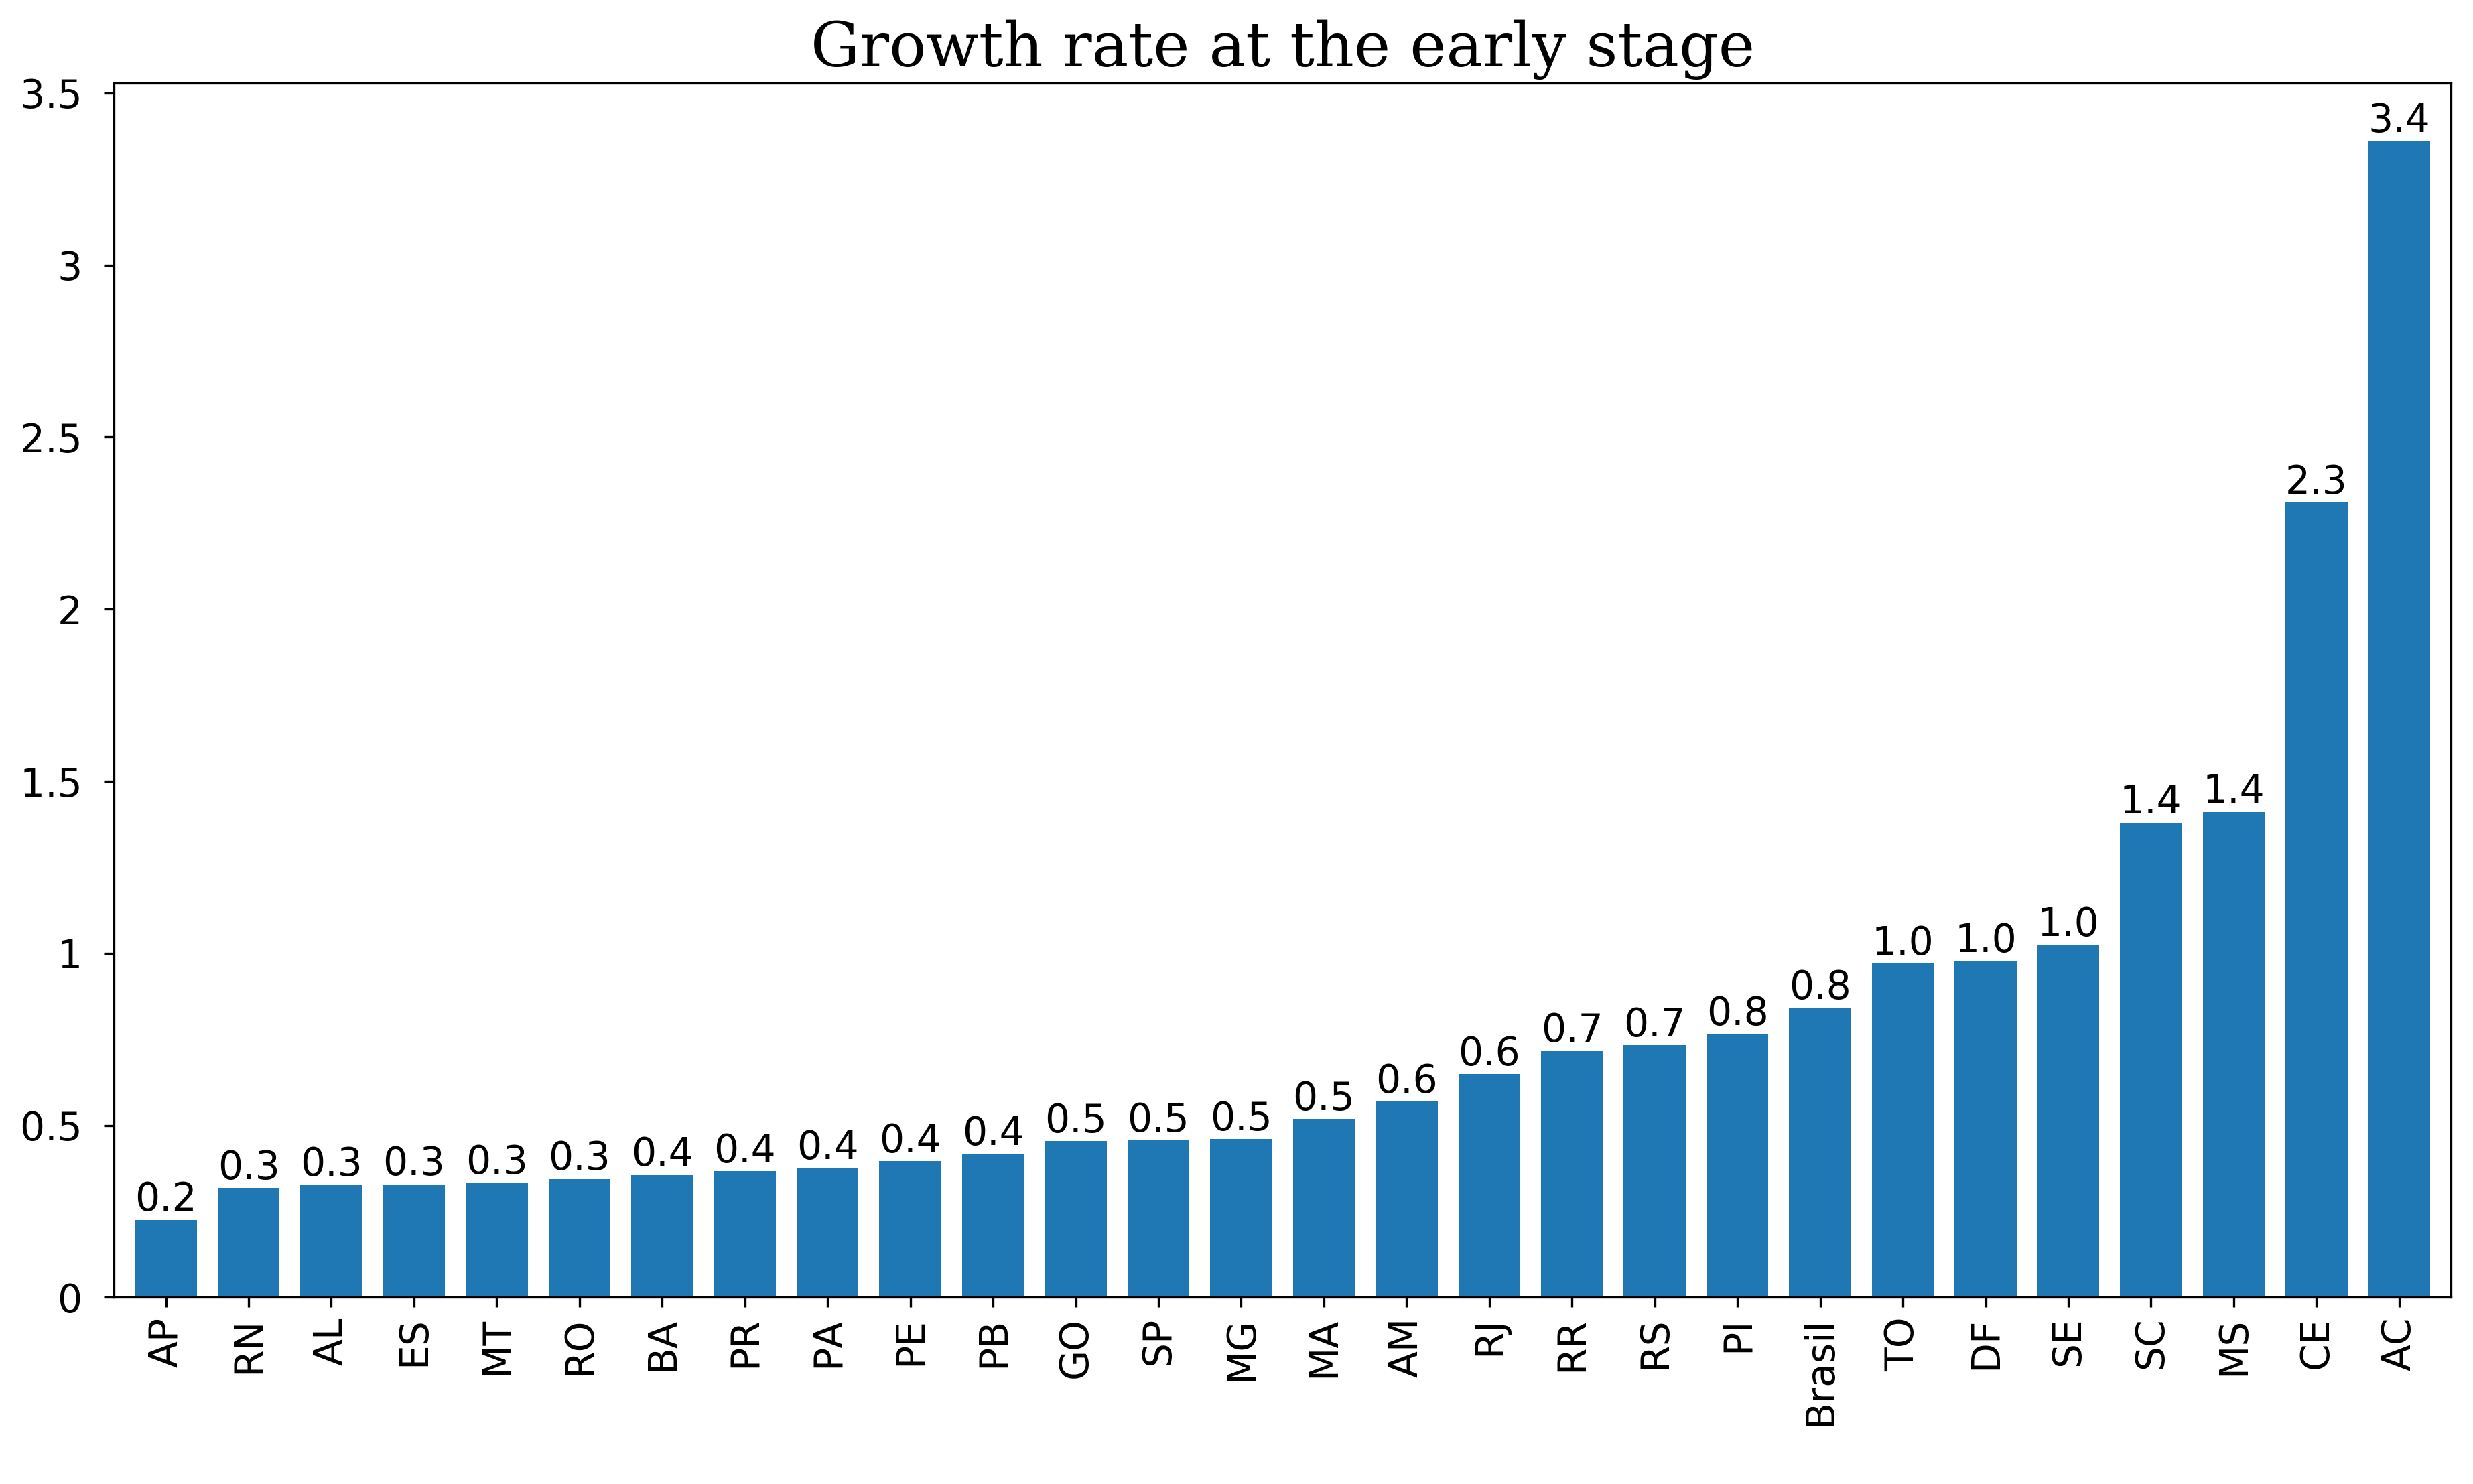 Growth rate at the early stage
3.5
3
2.5
2
1.5
1
0.5
0
0.2 0.3 0.3 0.3 0.3 0.3 0.4 0.4 0.4 0.4 0.4 0.5 0.5 0.5 0.5 0.6 0.6 0.7 0.7 0.8 0.8 1.0 1.0 1.0 1.4 1.4 2.3 3.4
AP RN AL ES MT RO BA PR PA PE PB GO SP MG MA AM RJ RR RS PI Brasil TO DF SE SC MS CE AC